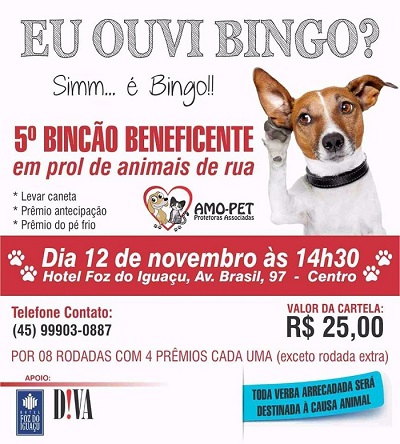 EU OUVI BINGO?
Simm... é Bingo!!
5º BINCÃO BENEFICENTE
em prol de animais de rua
* Levar caneta
* Prêmio antecipação
* Prêmio do pé frio
AMO-PET
Protetoras Associadas
Dia 12 de novembro às 14h30
Hotel Foz do Iguaçu, Av. Brasil, 97 - Centro
Telefone Contato:
(45) 99903-0887
VALOR DA CARTELA:
R$ 25,00
POR 08 RODADAS COM 4 PRÊMIOS CADA UMA (exceto rodada extra)
APOIO:
HOTEL
FOZ DO
IGUAÇU
D!VA
TODA VERBA ARRECADADA SERÁ
DESTINADA À CAUSA ANIMAL